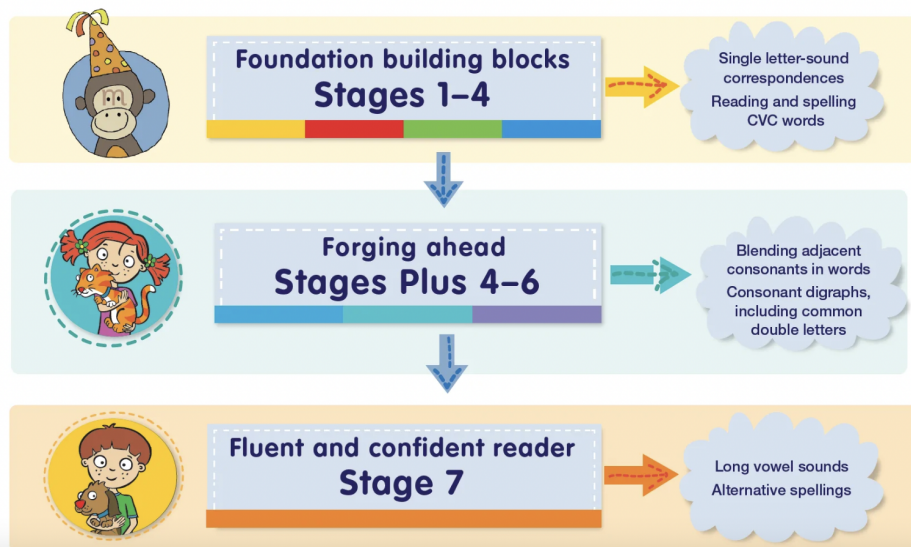 Foundation building blocks
Stages 1–4
Single letter-sound
correspondences
Reading and spelling
CVC words
m
Forging ahead
Stages Plus 4–6
Blending adjacent
consonants in words
Consonant digraphs,
including common
double letters
Fluent and confident reader
Stage 7
Long vowel sounds
Alternative spellings